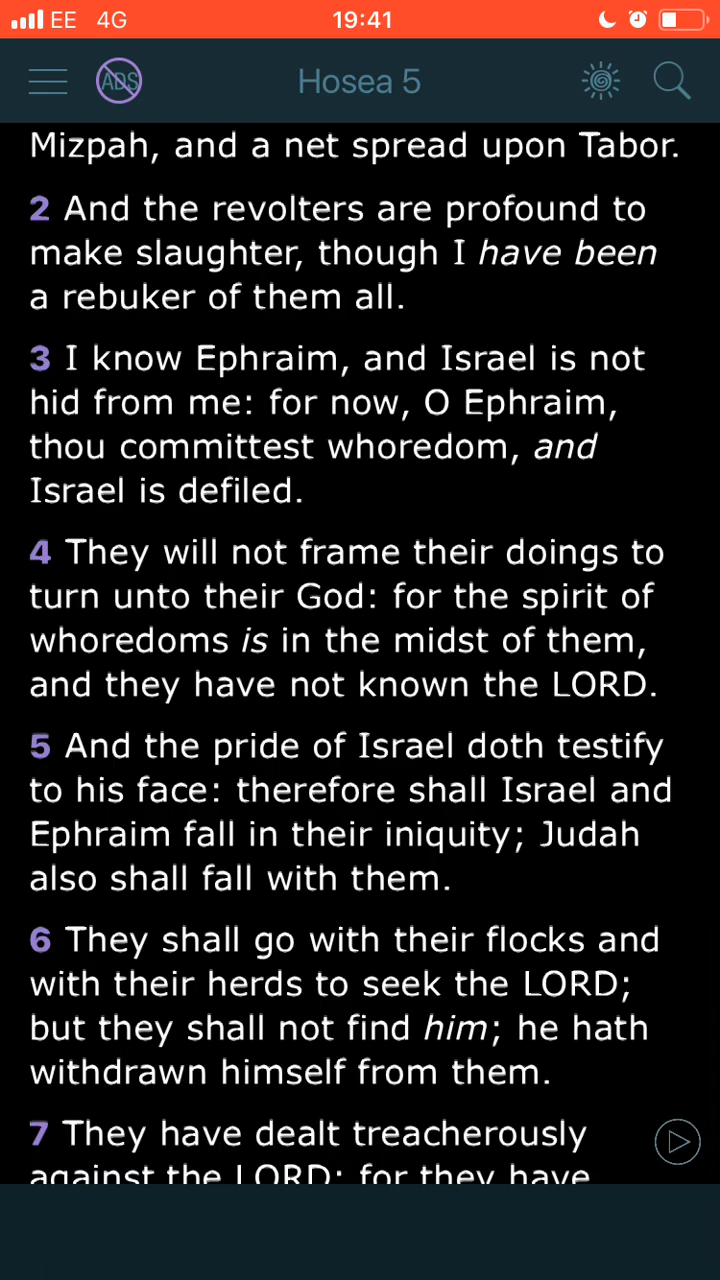 EE 4G 19:41
ADS Hosea 5
Mizpah, and a net spread upon Tabor.
2 And the revolters are profound to
make slaughter, though I have been
a rebuker of them all.
3 I know Ephraim, and Israel is not
hid from me: for now, O Ephraim,
thou committest whoredom, and
Israel is defiled.
4 They will not frame their doings to
turn unto their God: for the spirit of
whoredoms is in the midst of them,
and they have not known the LORD.
5 And the pride of Israel doth testify
to his face: therefore shall Israel and
Ephraim fall in their iniquity; Judah
also shall fall with them.
6 They shall go with their flocks and
with their herds to seek the LORD;
but they shall not find him; he hath
withdrawn himself from them.
7 They have dealt treacherously
against the LORD: for they have